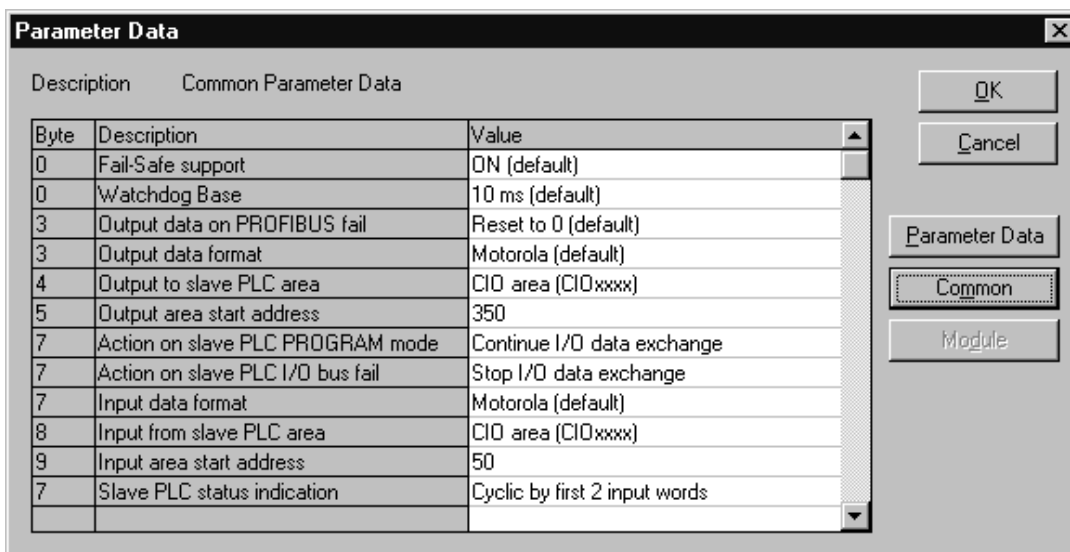 Parameter Data
Description Common Parameter Data
OK
Cancel
Byte Description Value
0 Fail-Safe support ON (default)
0 Watchdog Base 10 ms (default)
3 Output data on PROFIBUS fail Reset to 0 (default)
3 Output data format Motorola (default)
4 Output to slave PLC area CIO area (CIOxxxx)
5 Output area start address 350
7 Action on slave PLC PROGRAM mode Continue I/O data exchange
7 Action on slave PLC I/O bus fail Stop I/O data exchange
7 Input data format Motorola (default)
8 Input from slave PLC area CIO area (CIOxxxx)
9 Input area start address 50
7 Slave PLC status indication Cyclic by first 2 input words
Parameter Data
Common
Module